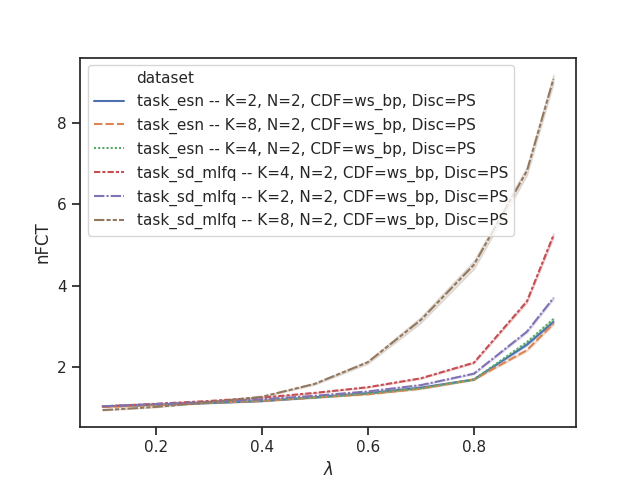 dataset
task_esn -- K=2, N=2, CDF=ws_bp, Disc=PS
task_esn -- K=8, N=2, CDF=ws_bp, Disc=PS
task_esn -- K=4, N=2, CDF=ws_bp, Disc=PS
task_sd_mlfq -- K=4, N=2, CDF=ws_bp, Disc=PS
task_sd_mlfq -- K=2, N=2, CDF=ws_bp, Disc=PS
task_sd_mlfq -- K=8, N=2, CDF=ws_bp, Disc=PS
nFCT
8
6
4
2
0.2 0.4 0.6 0.8
λ